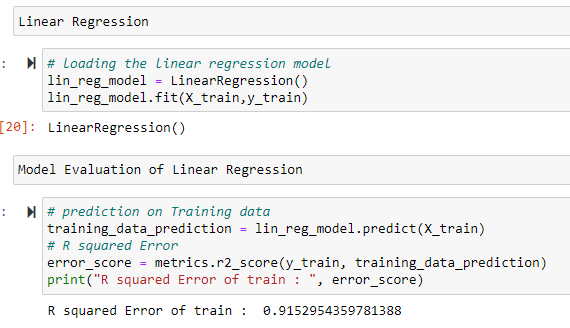 Linear Regression
:
# loading the linear regression model
lin_reg_model = LinearRegression()
lin_reg_model.fit(X_train,y_train)
[20]: LinearRegression()
Model Evaluation of Linear Regression
:
# prediction on Training data
training_data_prediction = lin_reg_model.predict(X_train)
# R squared Error
error_score = metrics.r2_score(y_train, training_data_prediction)
print("R squared Error of train : ", error_score)
R squared Error of train :  0.9152954359781388